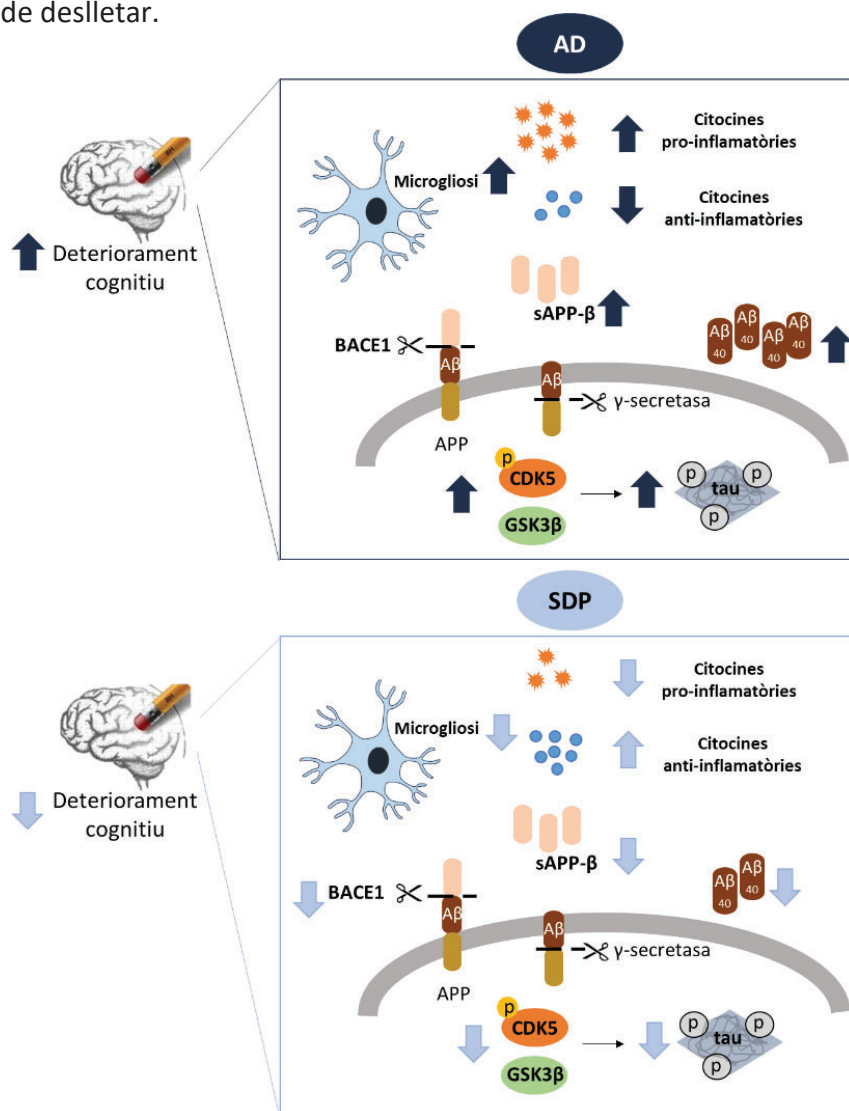 de deslletar.
AD
Citocines
pro-inflamatòries
Microgliosi
Citocines
anti-inflamatòries
Deteriorament
cognitiu
sAPP-β
BACE1
Aβ
Aβ
γ-secretasa
APP
Aβ
40
Aβ
40
Aβ
40
Aβ
40
p
CDK5
GSK3β
p
tau
p
p
SDP
Citocines
pro-inflamatòries
Microgliosi
Citocines
anti-inflamatòries
Deteriorament
cognitiu
sAPP-β
BACE1
Aβ
Aβ
γ-secretasa
APP
Aβ
40
Aβ
40
p
CDK5
GSK3β
p
tau
p
p